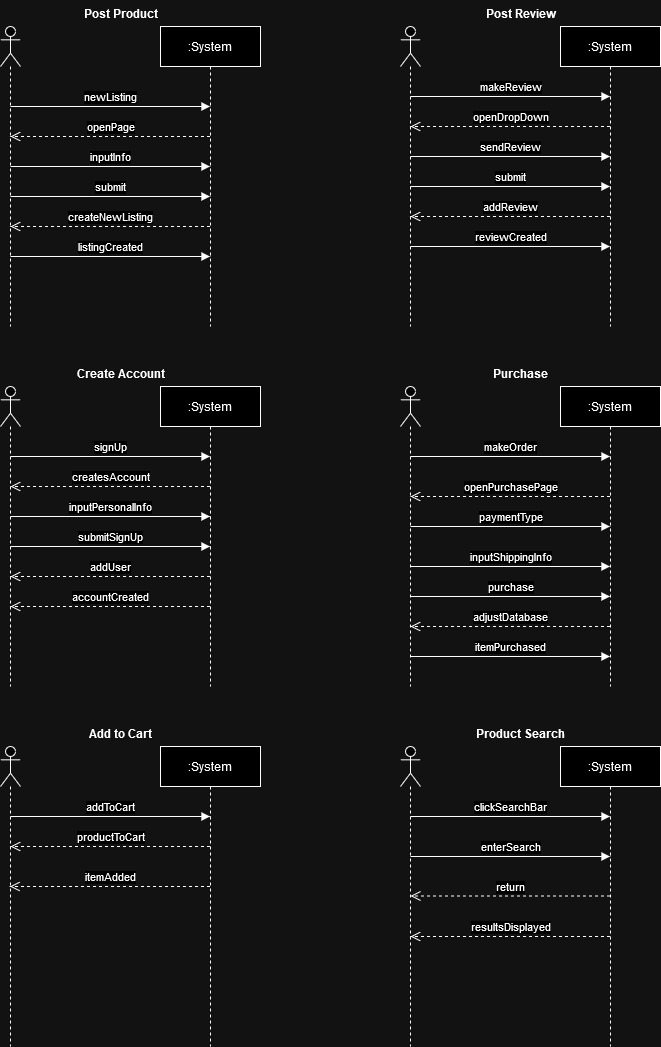 Post Product
:System
newListing
openPage
inputInfo
submit
createNewListing
listingCreated
Post Review
:System
makeReview
openDropDown
sendReview
submit
addReview
reviewCreated
Create Account
:System
signUp
createsAccount
inputPersonalInfo
submitSignUp
addUser
accountCreated
Purchase
:System
makeOrder
openPurchasePage
paymentType
inputShippingInfo
purchase
adjustDatabase
itemPurchased
Add to Cart
:System
addToCart
productToCart
itemAdded
Product Search
:System
clickSearchBar
enterSearch
return
resultsDisplayed